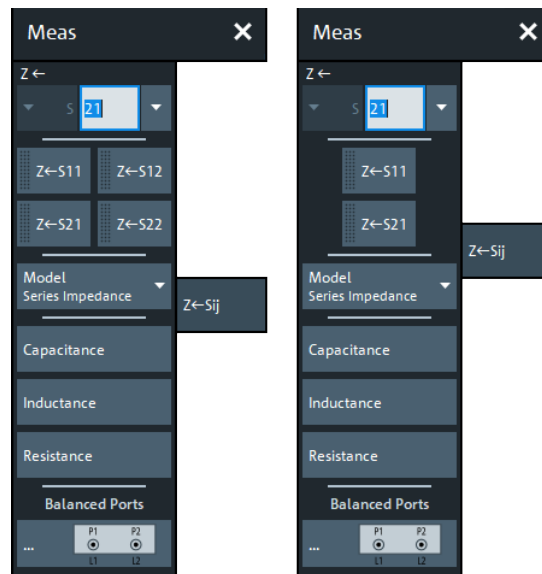 Meas ✕
Z ←
S 21
Z←S11 Z←S12
Z←S21 Z←S22
Model
Series Impedance
Z←Sij
Capacitance
Inductance
Resistance
Balanced Ports
... P1 P2
L1 L2
Meas ✕
Z ←
S 21
Z←S11
Z←S21
Z←Sij
Model
Series Impedance
Capacitance
Inductance
Resistance
Balanced Ports
... P1 P2
L1 L2